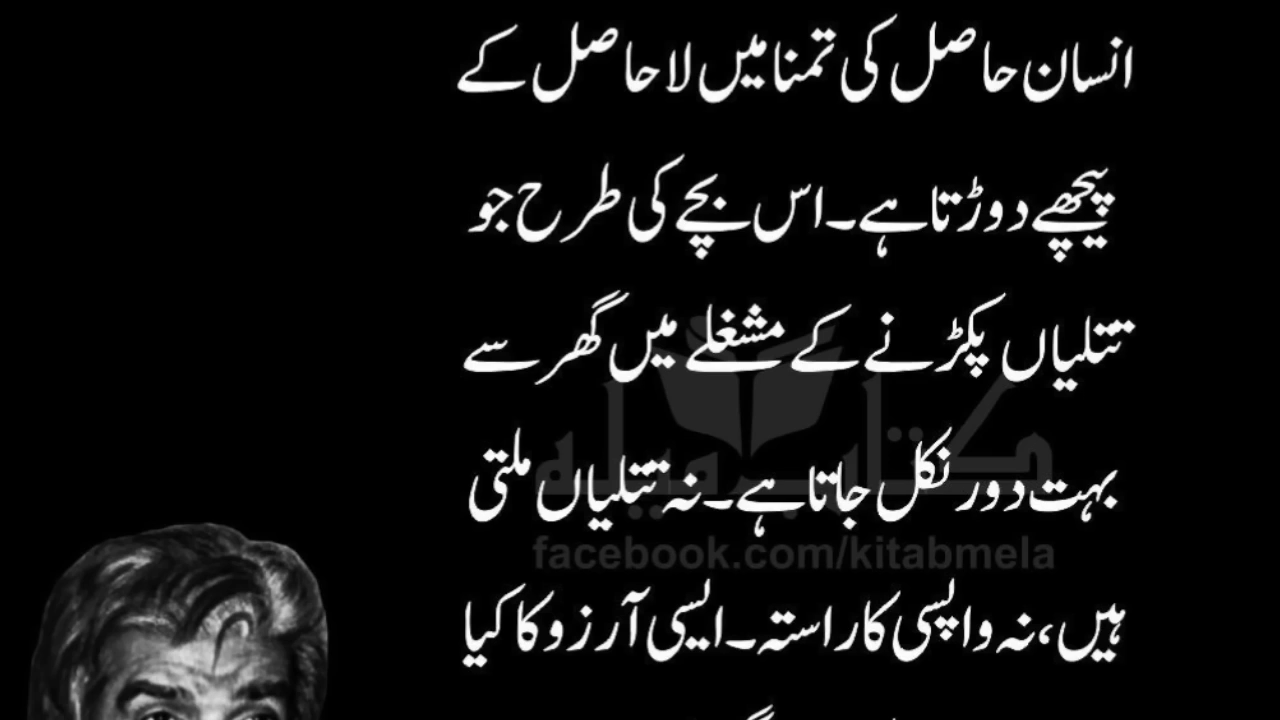 انسان حاصل کی تمنا میں لاحاصل کے
پیچھے دوڑتا ہے۔ اس بچے کی طرح جو
تتلیاں پکڑنے کے مشغلے میں گھر سے
بہت دور نکل جاتا ہے۔ نہ تتلیاں ملتی
ہیں، نہ واپسی کا راستہ۔ ایسی آرزو کا کیا
کتاب میلہ
facebook.com/kitabmela